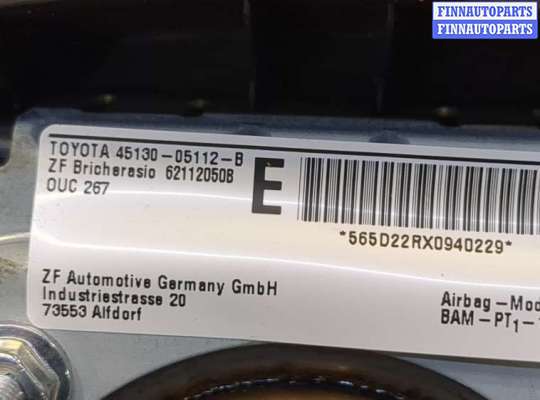 FINNAUTOPARTS
FINNAUTOPARTS
TOYOTA 45130-05112-B
ZF Bricherasio 62112050B
OUC 267
E
*565D22RX0940229*
ZF Automotive Germany GmbH
Industriestrasse 20
73553 Alfdorf
Airbag-Mod
BAM-PT1-1